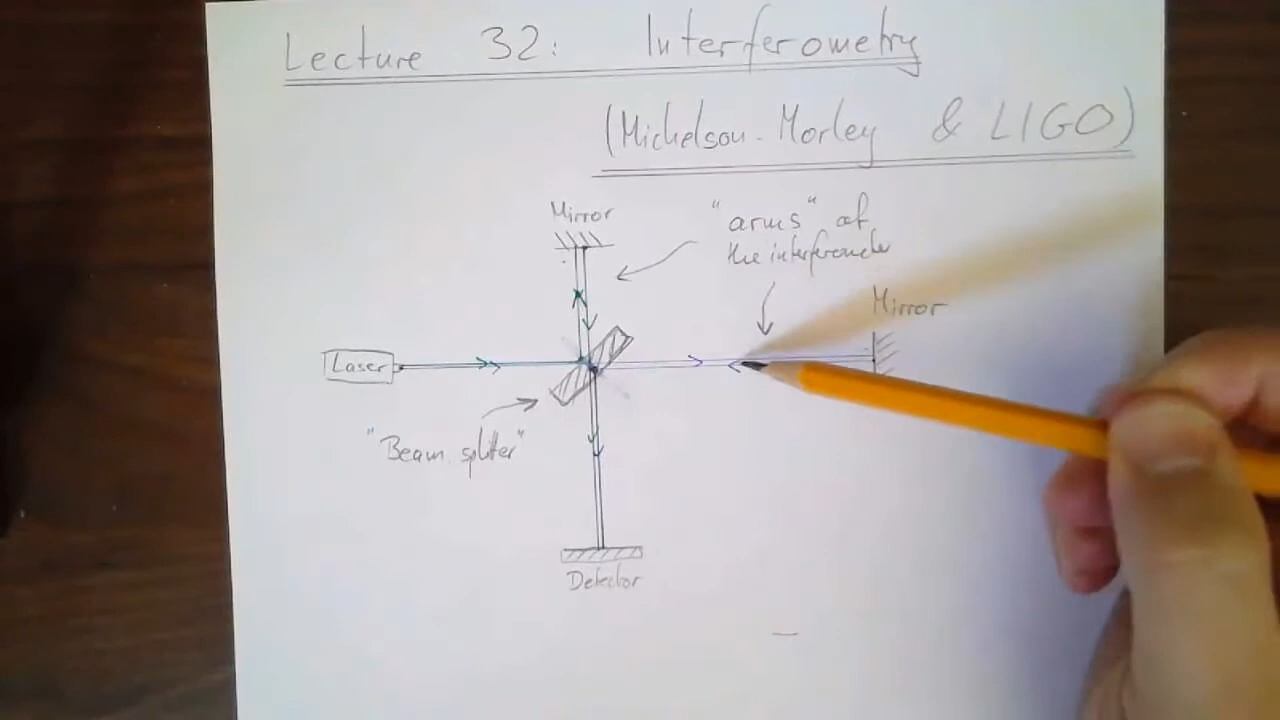 Lecture 32: Interferometry
(Michelson-Morley & LIGO)
Mirror
"arms" of
the interferometer
Mirror
Laser
"Beam splitter"
Detector